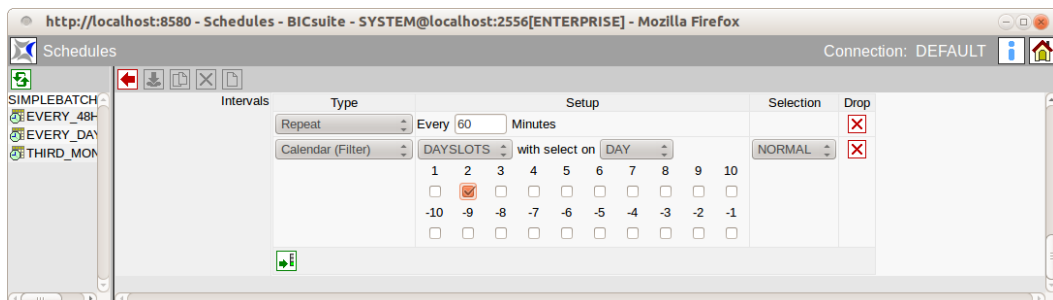 http://localhost:8580 - Schedules - BICsuite - SYSTEM@localhost:2556[ENTERPRISE] - Mozilla Firefox
Schedules Connection: DEFAULT
SIMPLEBATCH
EVERY_48H
EVERY_DAY
THIRD_MON
Intervals Type Setup Selection Drop
Repeat Every 60 Minutes
Calendar (Filter) DAYSLOTS with select on DAY NORMAL
1 2 3 4 5 6 7 8 9 10
-10 -9 -8 -7 -6 -5 -4 -3 -2 -1